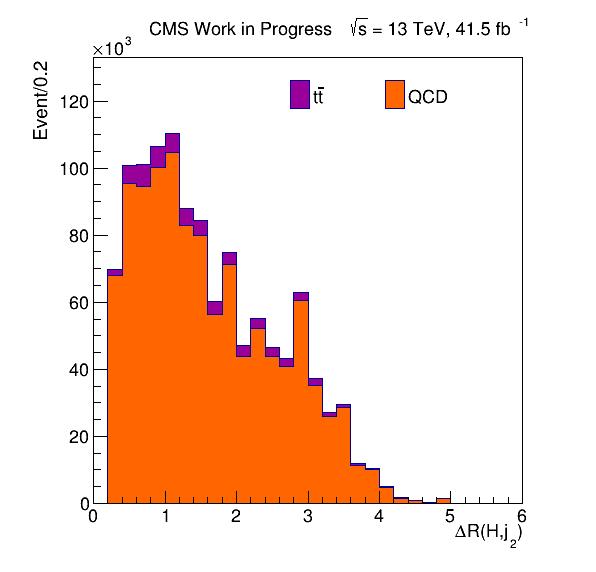 CMS Work in Progress √s = 13 TeV, 41.5 fb⁻¹
×10³
Event/0.2
tt̄ QCD
120
100
80
60
40
20
0
0 1 2 3 4 5 6
ΔR(H,j₂)